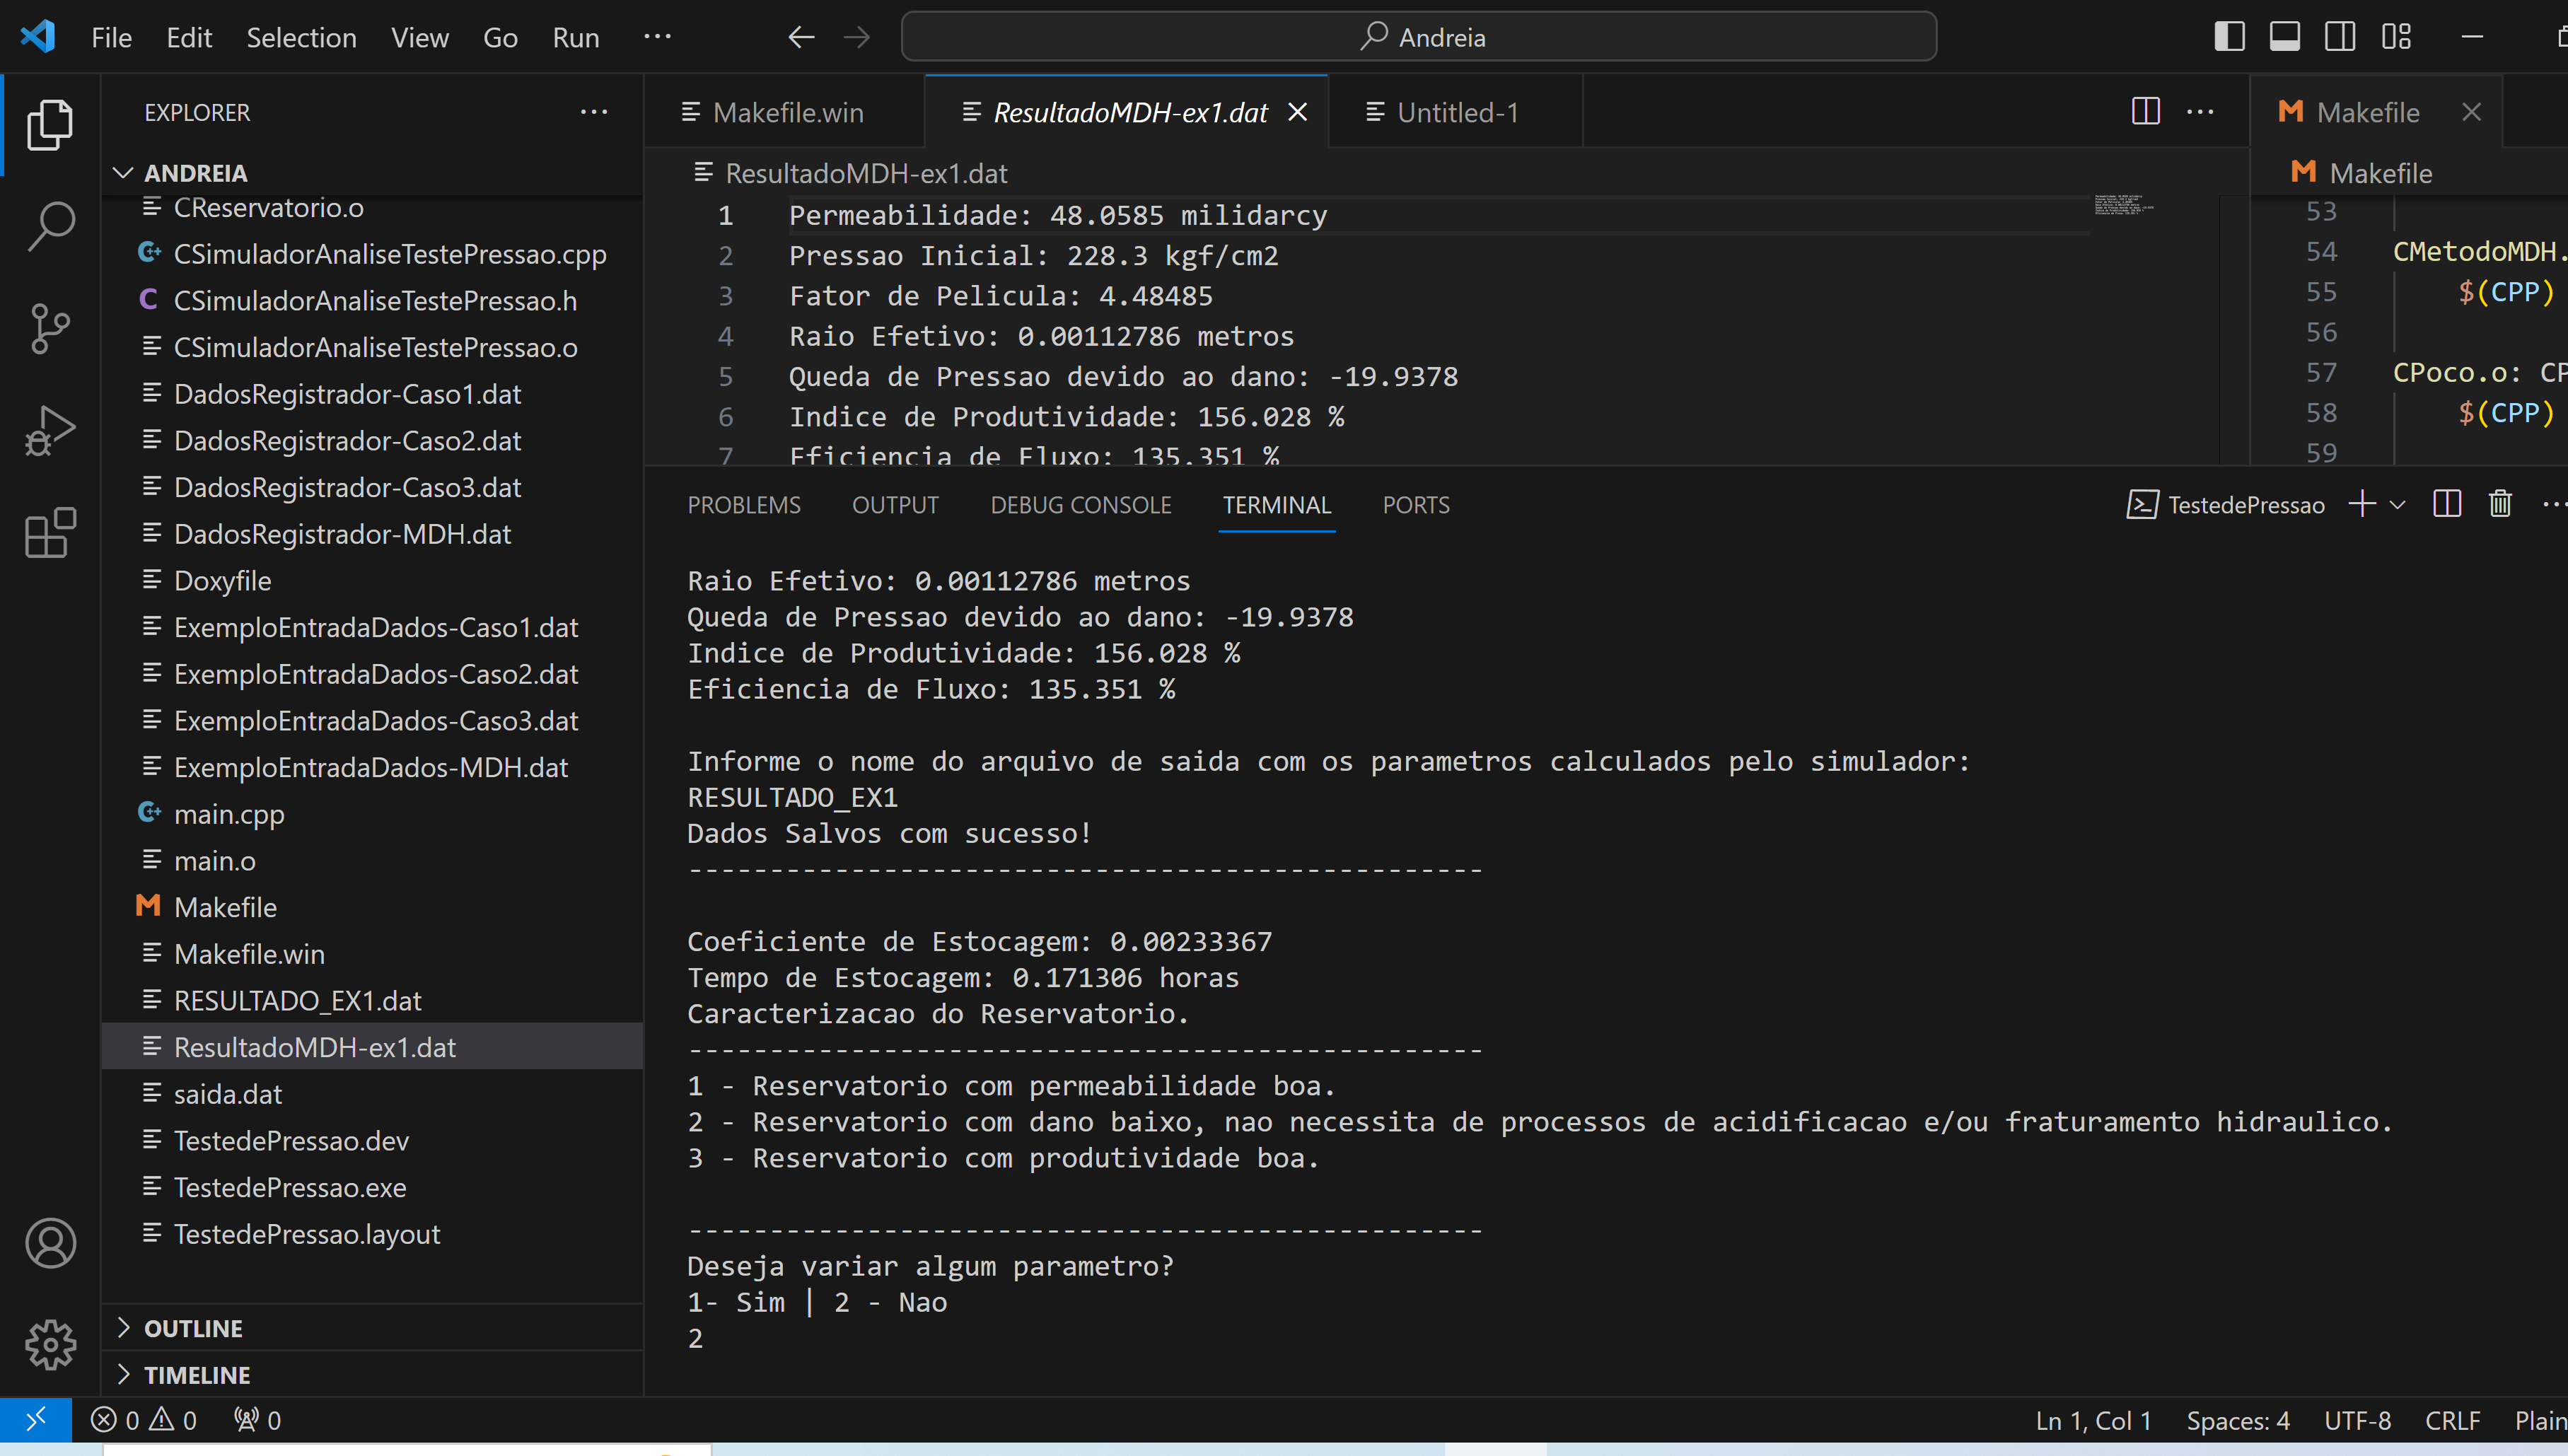 File Edit Selection View Go Run ... Andreia
EXPLORER ...
ANDREIA
CReservatorio.o
CSimuladorAnaliseTestePressao.cpp
CSimuladorAnaliseTestePressao.h
CSimuladorAnaliseTestePressao.o
DadosRegistrador-Caso1.dat
DadosRegistrador-Caso2.dat
DadosRegistrador-Caso3.dat
DadosRegistrador-MDH.dat
Doxyfile
ExemploEntradaDados-Caso1.dat
ExemploEntradaDados-Caso2.dat
ExemploEntradaDados-Caso3.dat
ExemploEntradaDados-MDH.dat
main.cpp
main.o
Makefile
Makefile.win
RESULTADO_EX1.dat
ResultadoMDH-ex1.dat
saida.dat
TestedePressao.dev
TestedePressao.exe
TestedePressao.layout
OUTLINE
TIMELINE
Makefile.win ResultadoMDH-ex1.dat Untitled-1
ResultadoMDH-ex1.dat
1 Permeabilidade: 48.0585 milidarcy
2 Pressao Inicial: 228.3 kgf/cm2
3 Fator de Pelicula: 4.48485
4 Raio Efetivo: 0.00112786 metros
5 Queda de Pressao devido ao dano: -19.9378
6 Indice de Produtividade: 156.028 %
7 Eficiencia de Fluxo: 135.351 %
Makefile
Makefile
53
54 CMetodoMDH.
55 $(CPP)
56
57 CPoco.o: CP
58 $(CPP)
59
PROBLEMS OUTPUT DEBUG CONSOLE TERMINAL PORTS TestedePressao
Raio Efetivo: 0.00112786 metros
Queda de Pressao devido ao dano: -19.9378
Indice de Produtividade: 156.028 %
Eficiencia de Fluxo: 135.351 %
Informe o nome do arquivo de saida com os parametros calculados pelo simulador:
RESULTADO_EX1
Dados Salvos com sucesso!
-------------------------------------------------
Coeficiente de Estocagem: 0.00233367
Tempo de Estocagem: 0.171306 horas
Caracterizacao do Reservatorio.
-------------------------------------------------
1 - Reservatorio com permeabilidade boa.
2 - Reservatorio com dano baixo, nao necessita de processos de acidificacao e/ou fraturamento hidraulico.
3 - Reservatorio com produtividade boa.
-------------------------------------------------
Deseja variar algum parametro?
1- Sim | 2 - Nao
2
0 0 0 Ln 1, Col 1 Spaces: 4 UTF-8 CRLF Plain